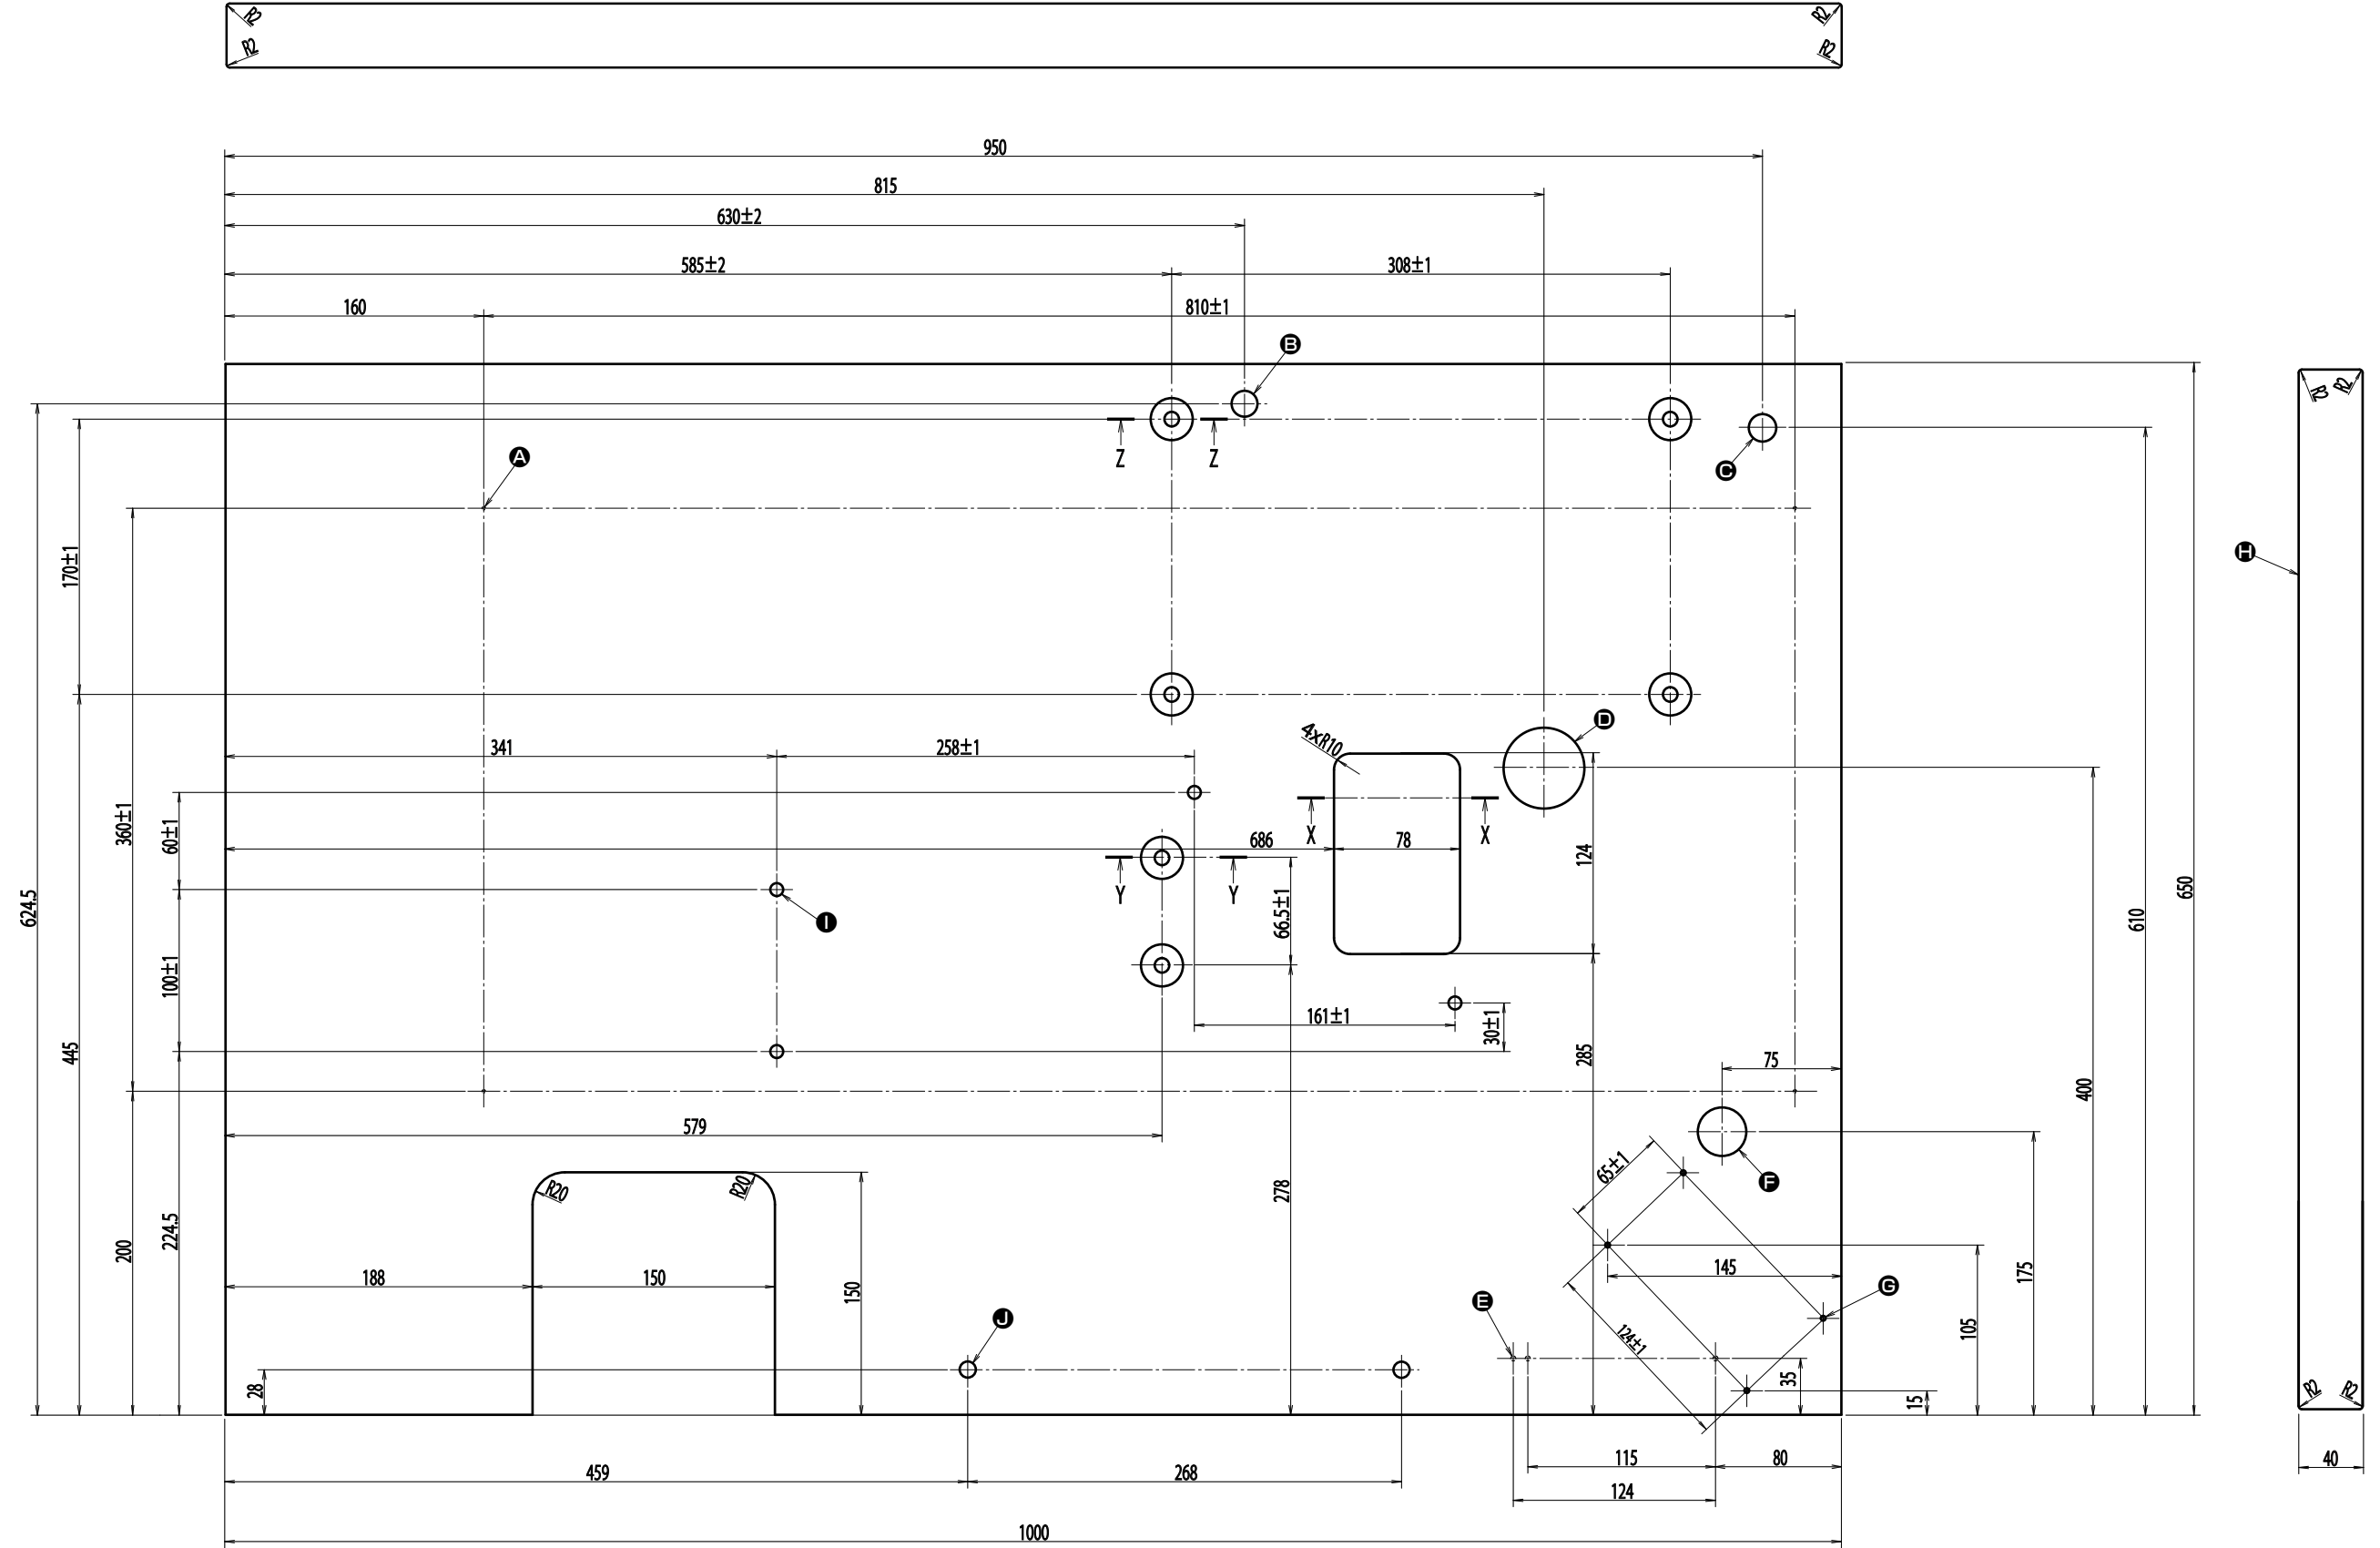 R2
R2
R2
R2
950
815
630±2
585±2
308±1
160
810±1
B
A
Z
Z
C
R2
R2
H
170±1
D
4xR10
341
258±1
360±1
60±1
686
78
X
X
124
Y
Y
624.5
66.5±1
I
650
610
100±1
161±1
30±1
445
285
75
400
579
65±1
F
R20
R20
278
200
224.5
188
150
150
145
175
G
E
105
J
124±1
28
35
15
R2
R2
459
268
115
80
40
124
1000